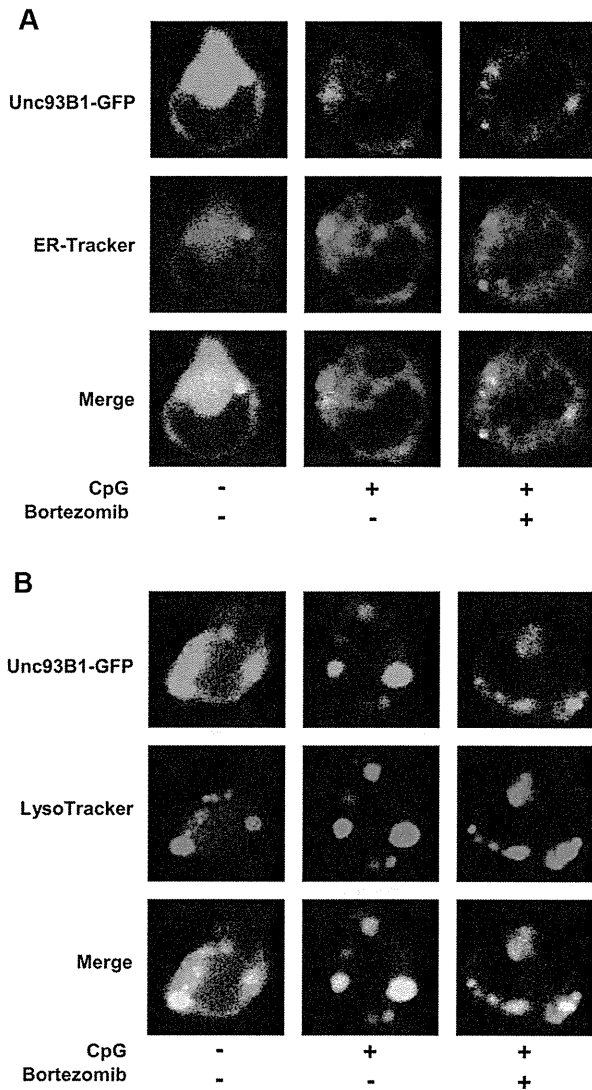 A
Unc93B1-GFP
ER-Tracker
Merge
CpG - + +
Bortezomib - - +
B
Unc93B1-GFP
LysoTracker
Merge
CpG - + +
Bortezomib - - +